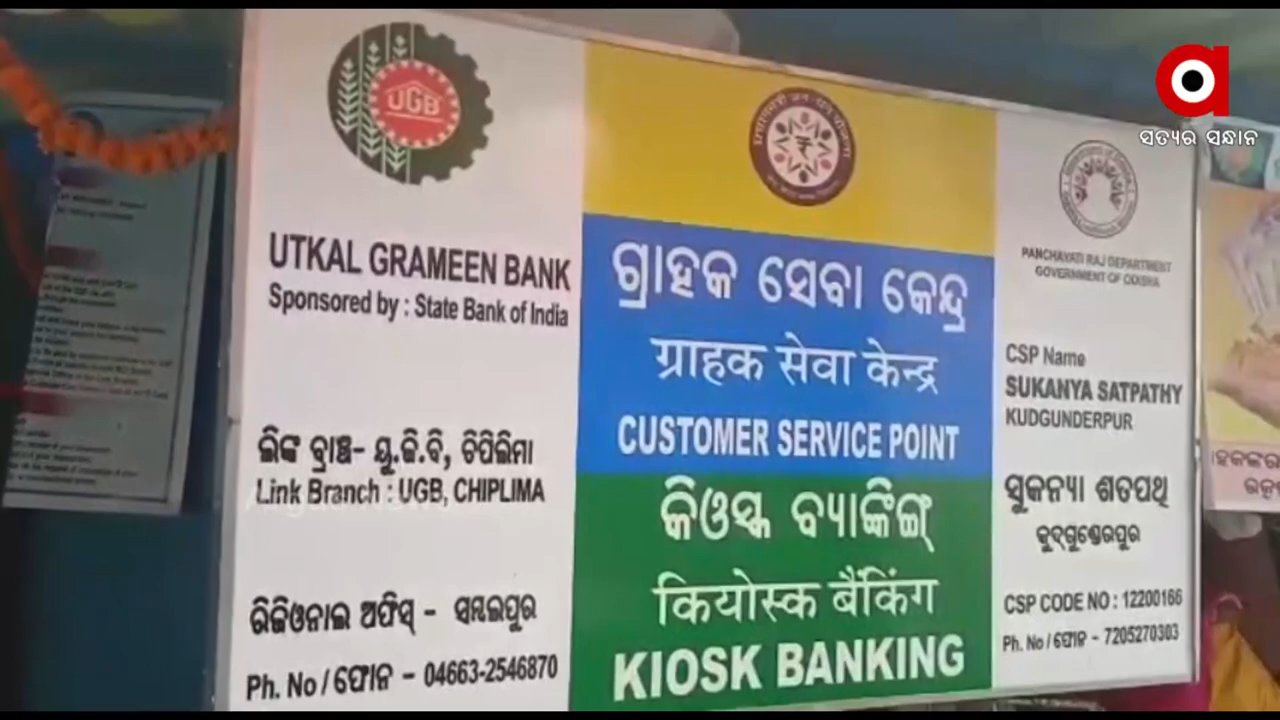 ସତ୍ୟର ସନ୍ଧାନ
UGB
UTKAL GRAMEEN BANK
Sponsored by : State Bank of India
ଲିଙ୍କ ବ୍ରାଞ୍ଚ- ୟୁ.ଜି.ବି, ଚିପିଲିମା
Link Branch : UGB, CHIPLIMA
ରିଜିଓନାଲ ଅଫିସ୍ - ସମ୍ବଲପୁର
Ph. No / ଫୋନ - 04663-2546870
ଗ୍ରାହକ ସେବା କେନ୍ଦ୍ର
ग्राहक सेवा केन्द्र
CUSTOMER SERVICE POINT
କିଓସ୍କ ବ୍ୟାଙ୍କିଙ୍ଗ୍
कियोस्क बैंकिंग
KIOSK BANKING
PANCHAYATI RAJ DEPARTMENT
GOVERNMENT OF ODISHA
CSP Name
SUKANYA SATPATHY
KUDGUNDERPUR
ସୁକନ୍ୟା ଶତପଥି
କୁଦ୍‌ଗୁଣ୍ଡେରପୁର
CSP CODE NO : 12200166
Ph. No / ଫୋନ - 7205270303